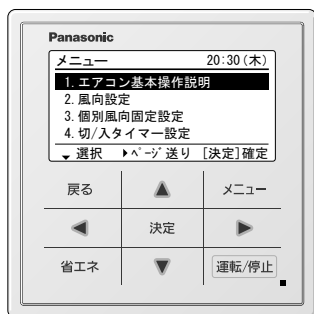 Panasonic
メニュー 20:30(木)
1. エアコン基本操作説明
2. 風向設定
3. 個別風向固定設定
4. 切/入タイマー設定
選択 ▶ﾍﾟｰｼﾞ送り [決定]確定
戻る ▲ メニュー
◀ 決定 ▶
省エネ ▼ 運転/停止